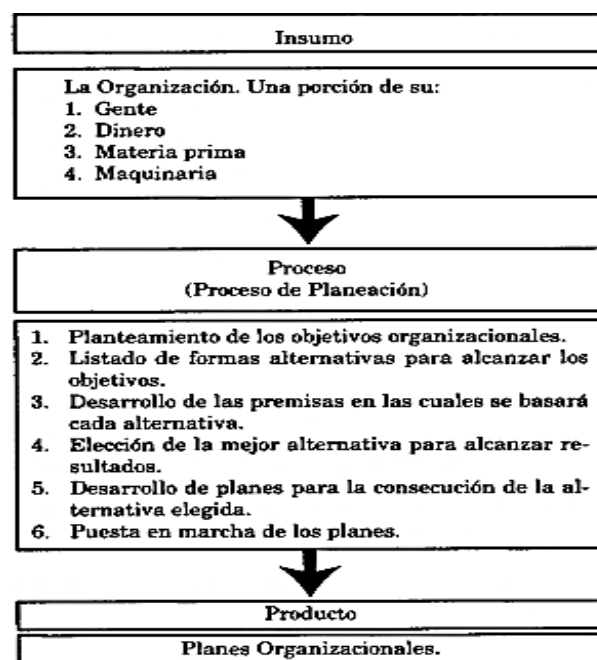 Insumo
La Organización. Una porción de su:
1. Gente
2. Dinero
3. Materia prima
4. Maquinaria
Proceso
(Proceso de Planeación)
1. Planteamiento de los objetivos organizacionales.
2. Listado de formas alternativas para alcanzar los
objetivos.
3. Desarrollo de las premisas en las cuales se basará
cada alternativa.
4. Elección de la mejor alternativa para alcanzar re-
sultados.
5. Desarrollo de planes para la consecución de la al-
ternativa elegida.
6. Puesta en marcha de los planes.
Producto
Planes Organizacionales.